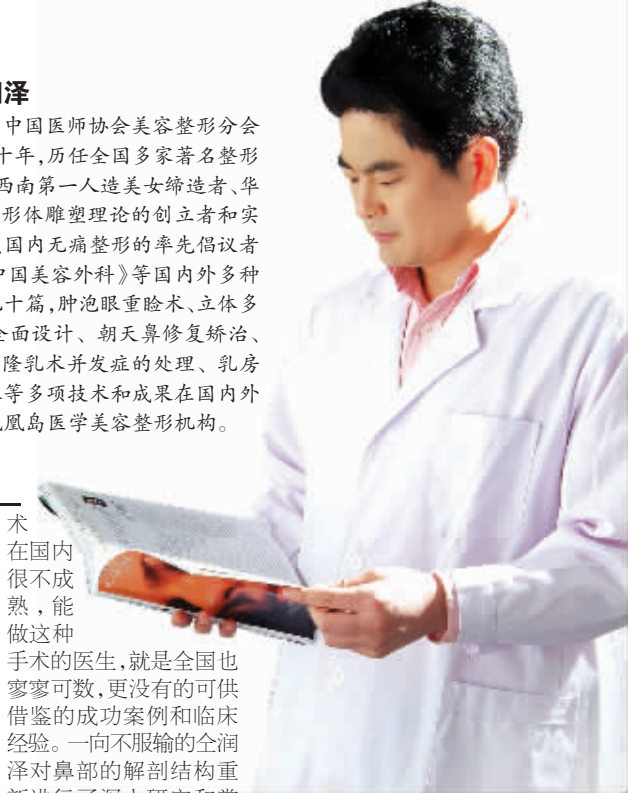 泽
中国医师协会美容整形分会
十年,历任全国多家著名整形
西南第一人造美女缔造者、华
形体雕塑理论的创立者和实
国内无痛整形的率先倡议者
中国美容外科》等国内外多种
十篇,肿泡眼重睑术、立体多
全面设计、朝天鼻修复矫治、
隆乳术并发症的处理、乳房
等多项技术和成果在国内外
凰岛医学美容整形机构。
术
在国内
很不成
熟,能
做这种
手术的医生,就是全国也
寥寥可数,更没有的可供
借鉴的成功案例和临床
经验。一向不服输的仝润
泽对鼻部的解剖结构重